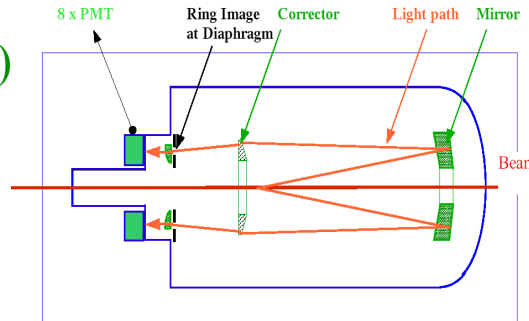 8 x PMT
Ring Image
at Diaphragm
Corrector
Light path
Mirror
)
Bear